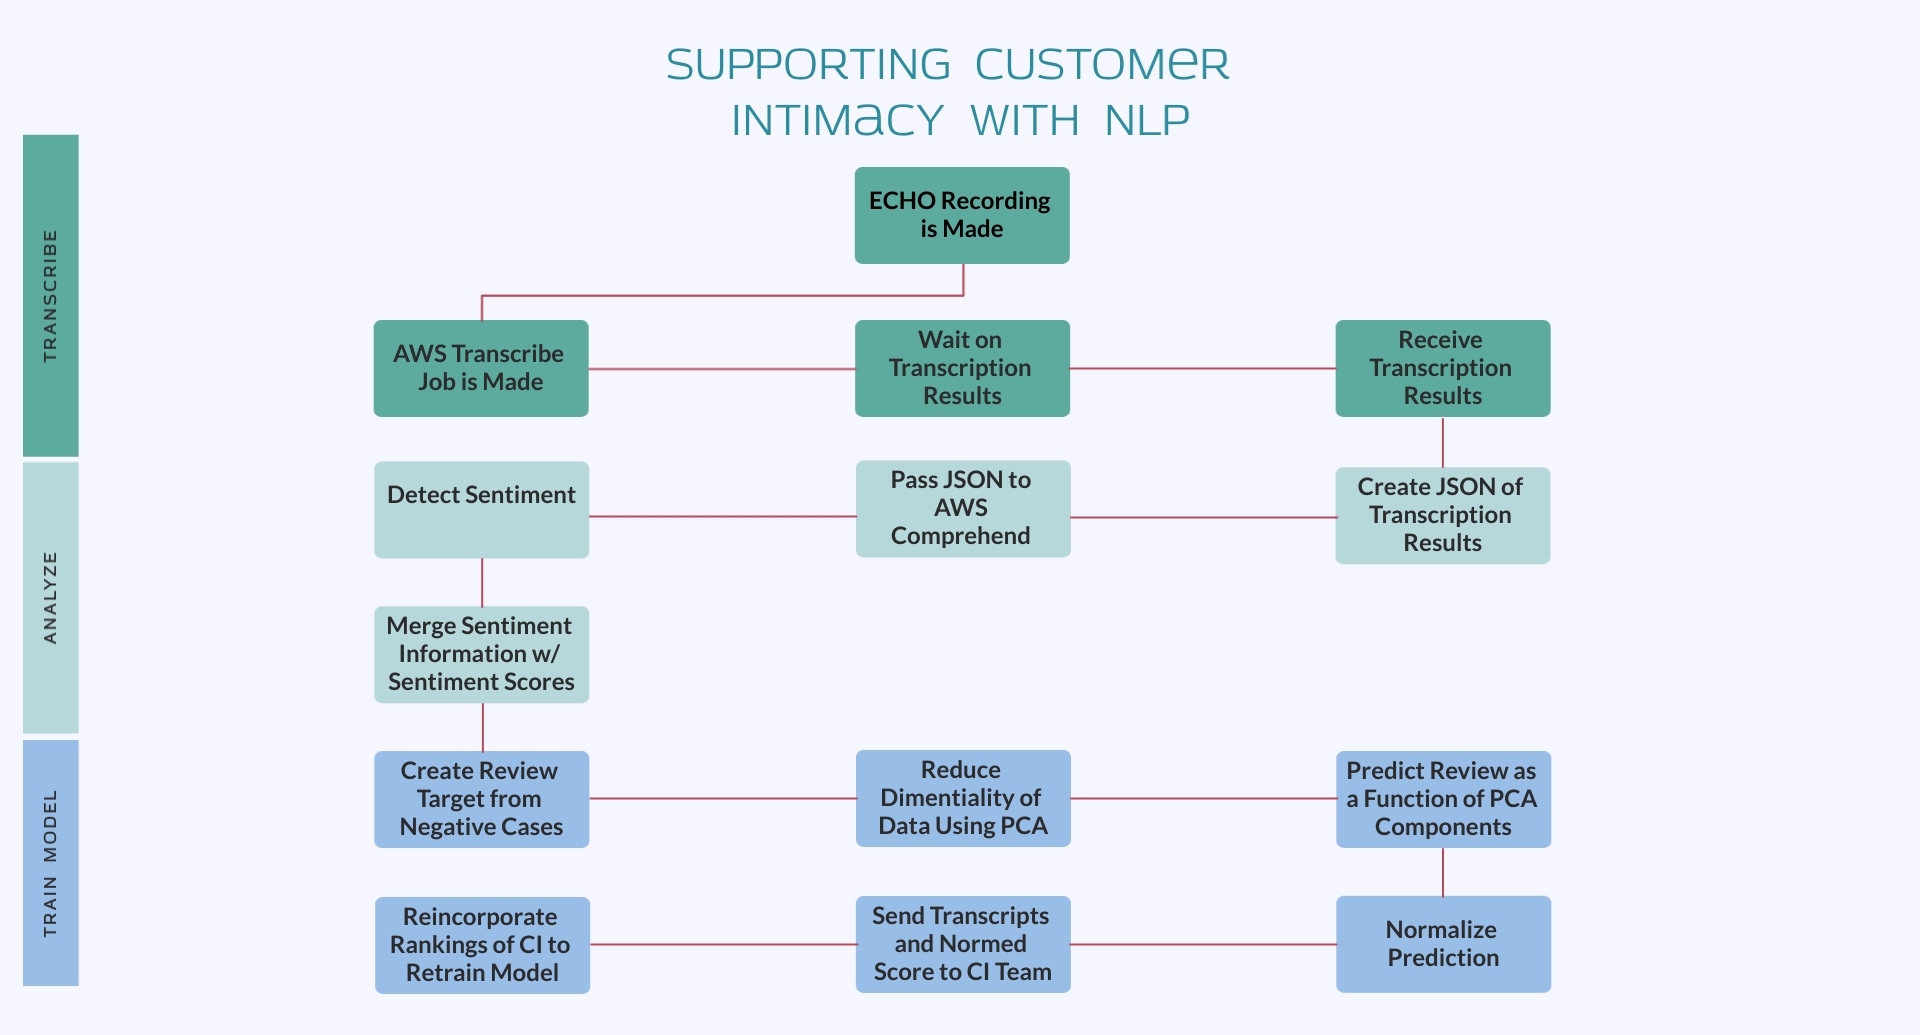 SUPPORTING CUSTOMER
INTIMACY WITH NLP
TRANSCRIBE
ECHO Recording
is Made
AWS Transcribe
Job is Made
Wait on
Transcription
Results
Receive
Transcription
Results
ANALYZE
Detect Sentiment
Pass JSON to
AWS
Comprehend
Create JSON of
Transcription
Results
Merge Sentiment
Information w/
Sentiment Scores
TRAIN MODEL
Create Review
Target from
Negative Cases
Reduce
Dimentiality of
Data Using PCA
Predict Review as
a Function of PCA
Components
Reincorporate
Rankings of CI to
Retrain Model
Send Transcripts
and Normed
Score to CI Team
Normalize
Prediction